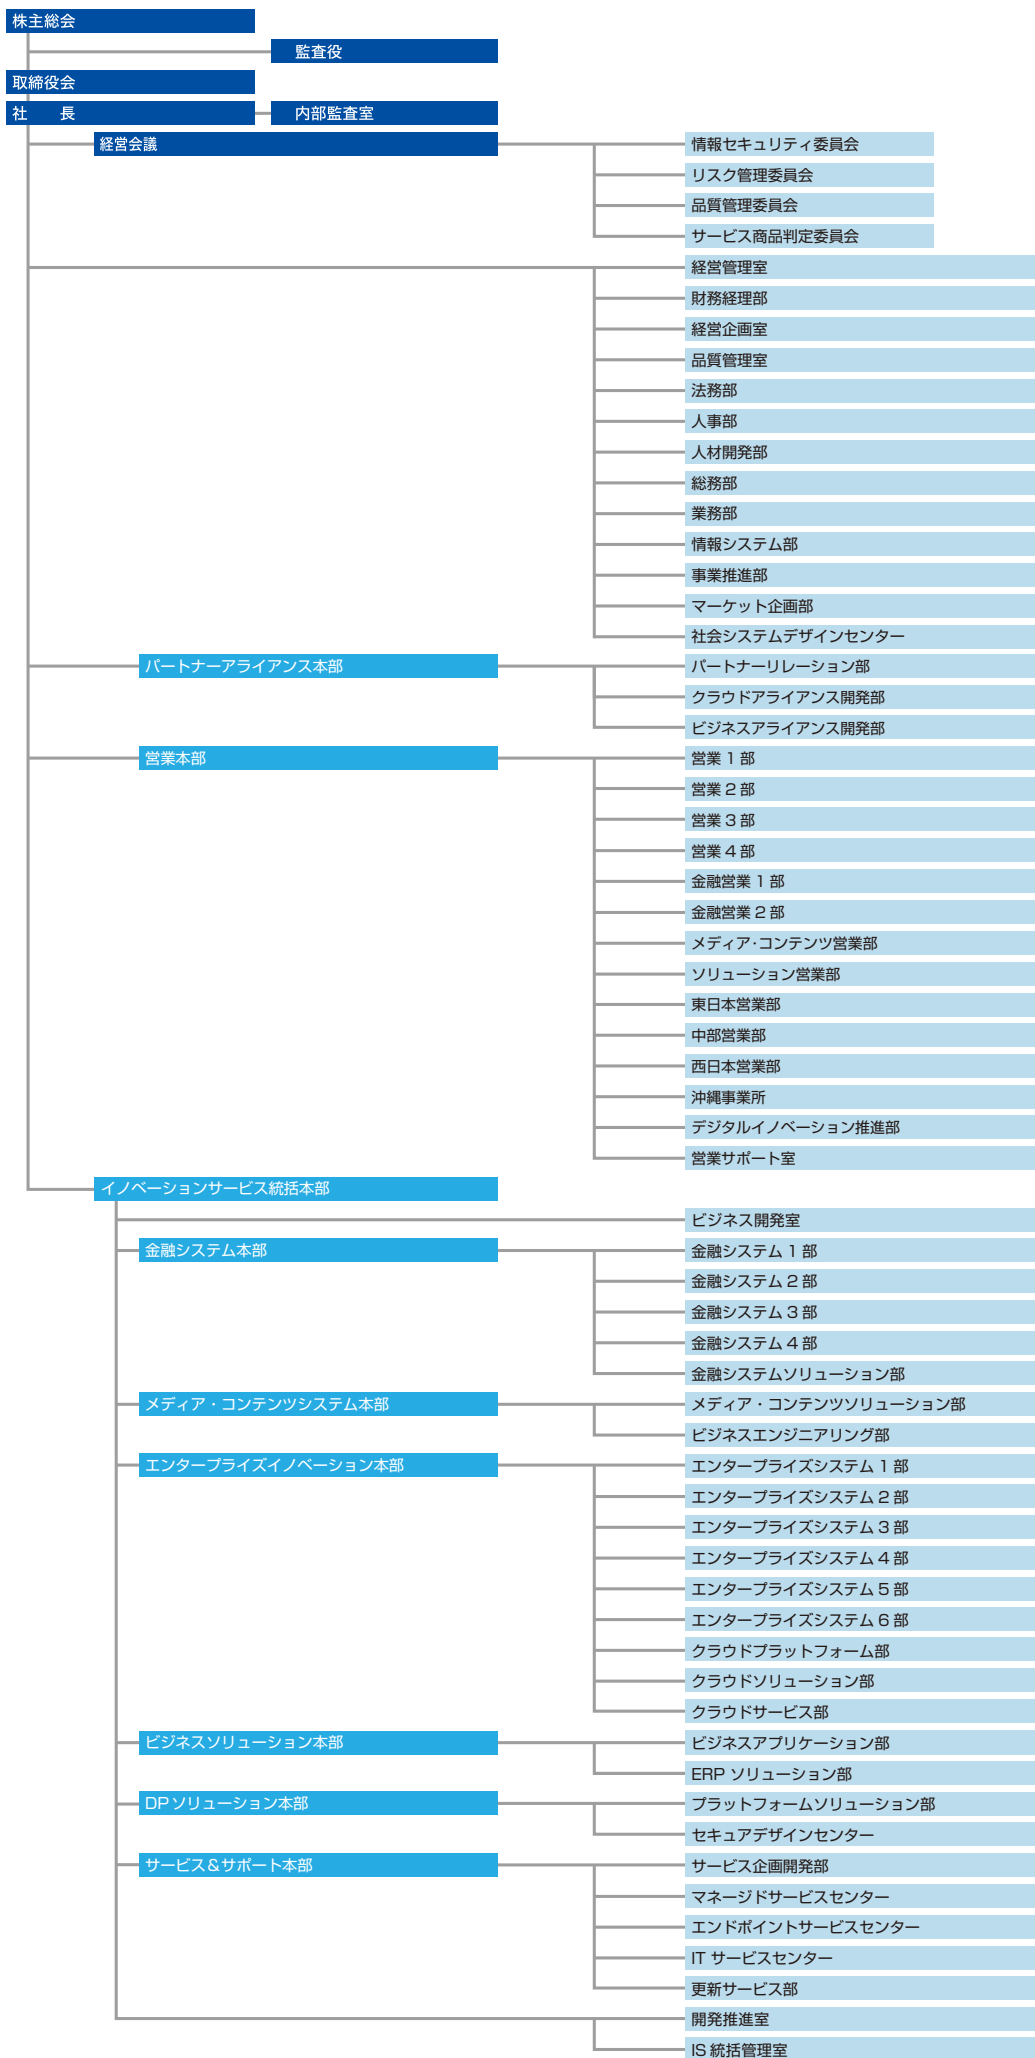 株主総会
監査役
取締役会
社　　長
内部監査室
経営会議
情報セキュリティ委員会
リスク管理委員会
品質管理委員会
サービス商品判定委員会
経営管理室
財務経理部
経営企画室
品質管理室
法務部
人事部
人材開発部
総務部
業務部
情報システム部
事業推進部
マーケット企画部
社会システムデザインセンター
パートナーアライアンス本部
パートナーリレーション部
クラウドアライアンス開発部
ビジネスアライアンス開発部
営業本部
営業 1 部
営業 2 部
営業 3 部
営業 4 部
金融営業 1 部
金融営業 2 部
メディア・コンテンツ営業部
ソリューション営業部
東日本営業部
中部営業部
西日本営業部
沖縄事業所
デジタルイノベーション推進部
営業サポート室
イノベーションサービス統括本部
ビジネス開発室
金融システム本部
金融システム 1 部
金融システム 2 部
金融システム 3 部
金融システム 4 部
金融システムソリューション部
メディア・コンテンツシステム本部
メディア・コンテンツソリューション部
ビジネスエンジニアリング部
エンタープライズイノベーション本部
エンタープライズシステム 1 部
エンタープライズシステム 2 部
エンタープライズシステム 3 部
エンタープライズシステム 4 部
エンタープライズシステム 5 部
エンタープライズシステム 6 部
クラウドプラットフォーム部
クラウドソリューション部
クラウドサービス部
ビジネスソリューション本部
ビジネスアプリケーション部
ERP ソリューション部
DPソリューション本部
プラットフォームソリューション部
セキュアデザインセンター
サービス＆サポート本部
サービス企画開発部
マネージドサービスセンター
エンドポイントサービスセンター
IT サービスセンター
更新サービス部
開発推進室
IS 統括管理室